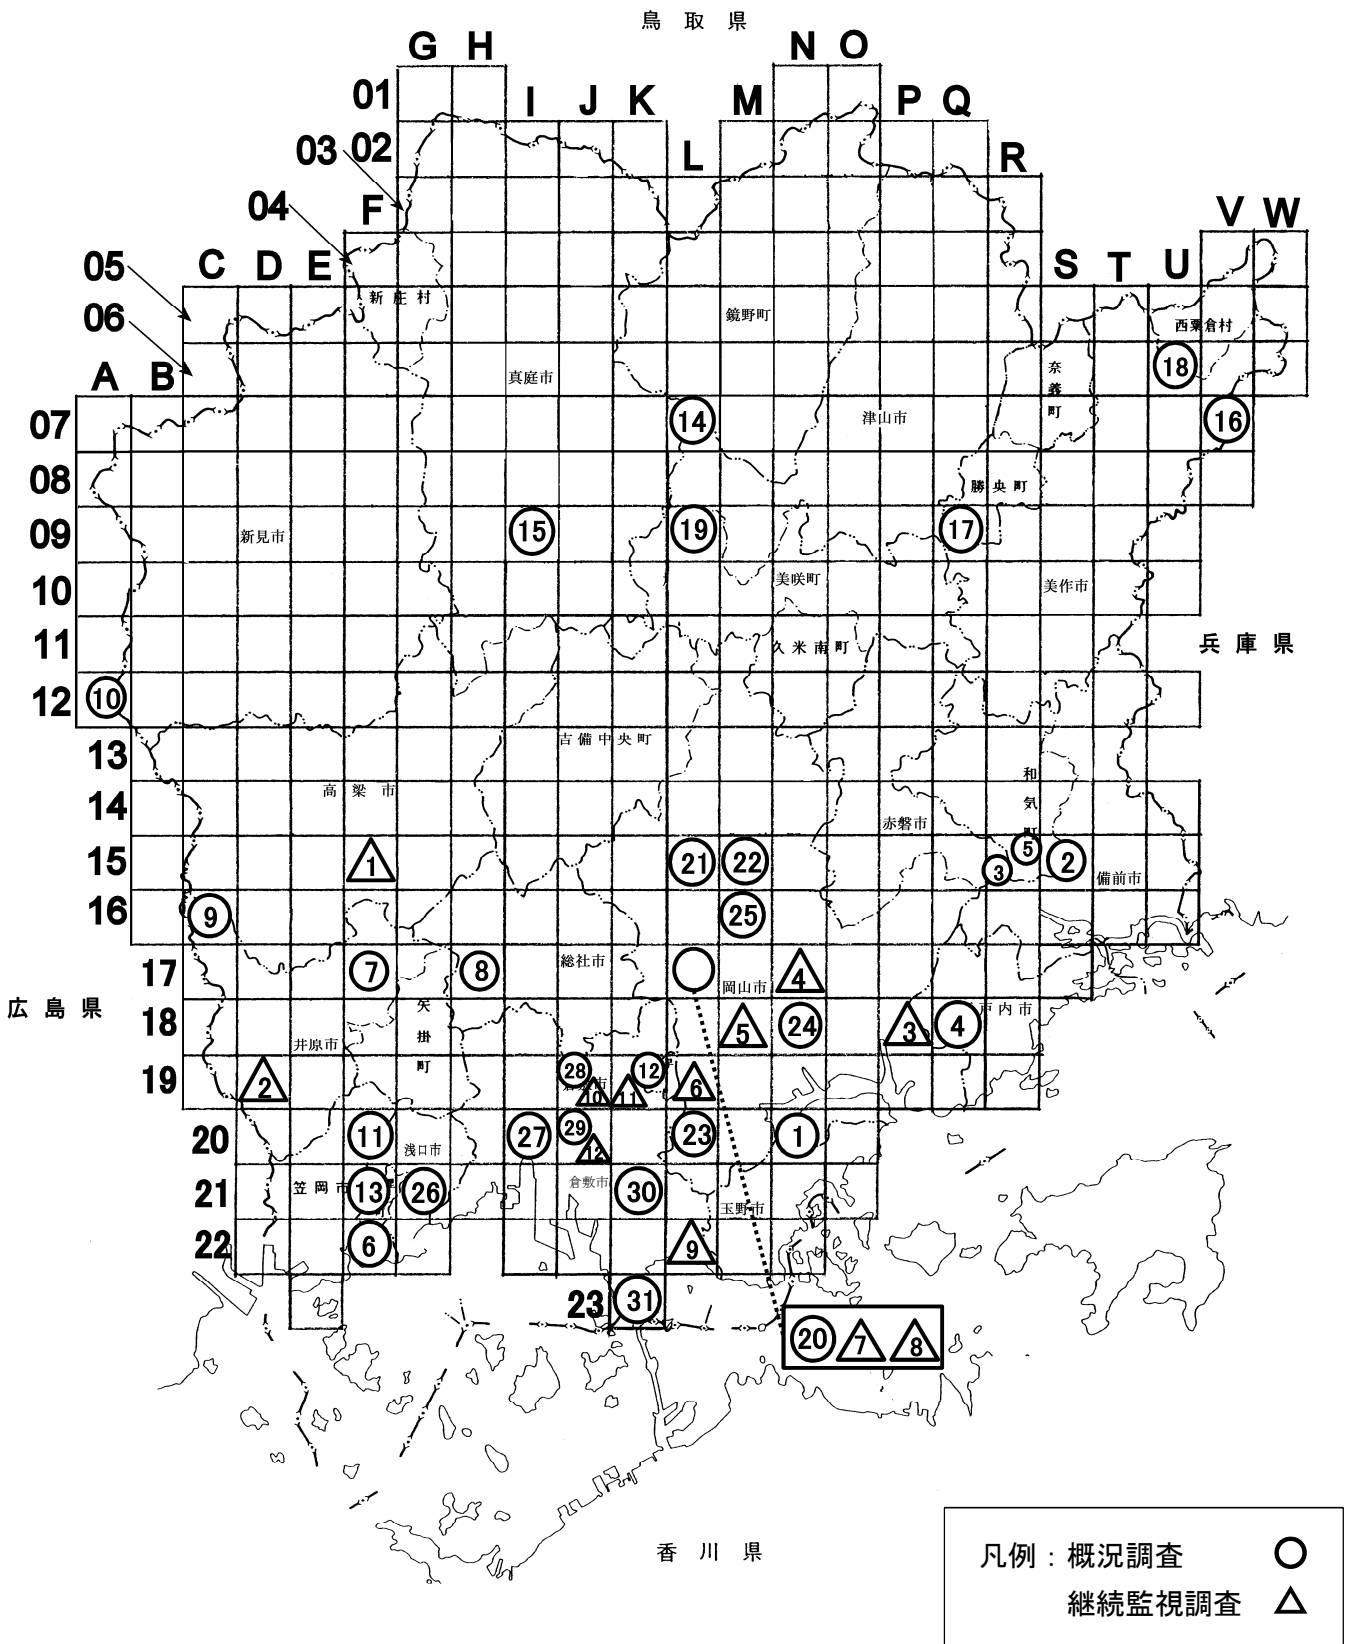 鳥取県
G H N O
01 I J K M P Q
03 02 L R
04 F V W
05 C D E S T U
新庄村
06 鏡野町 西粟倉村
18
A B 真庭市 奈義町
07 14 津山市 16
08 勝央町
09 新見市 15 19 17
10 美咲町 美作市
11 久米南町 兵庫県
12 10
13 吉備中央町
和気町
14 高梁市 赤磐市
15 1 21 22 3 5 2 備前市
16 9 25
17 7 8 総社市 岡山市 4
広島県
18 矢掛町 5 24 3 4 戸内市
井原市
19 2 28 10 11 12 6
20 11 浅口市 27 29 12 23 1
21 笠岡市 13 26 倉敷市 30 玉野市
22 6 9
23 31
20 7 8
香川県
凡例：概況調査 ○
継続監視調査 △